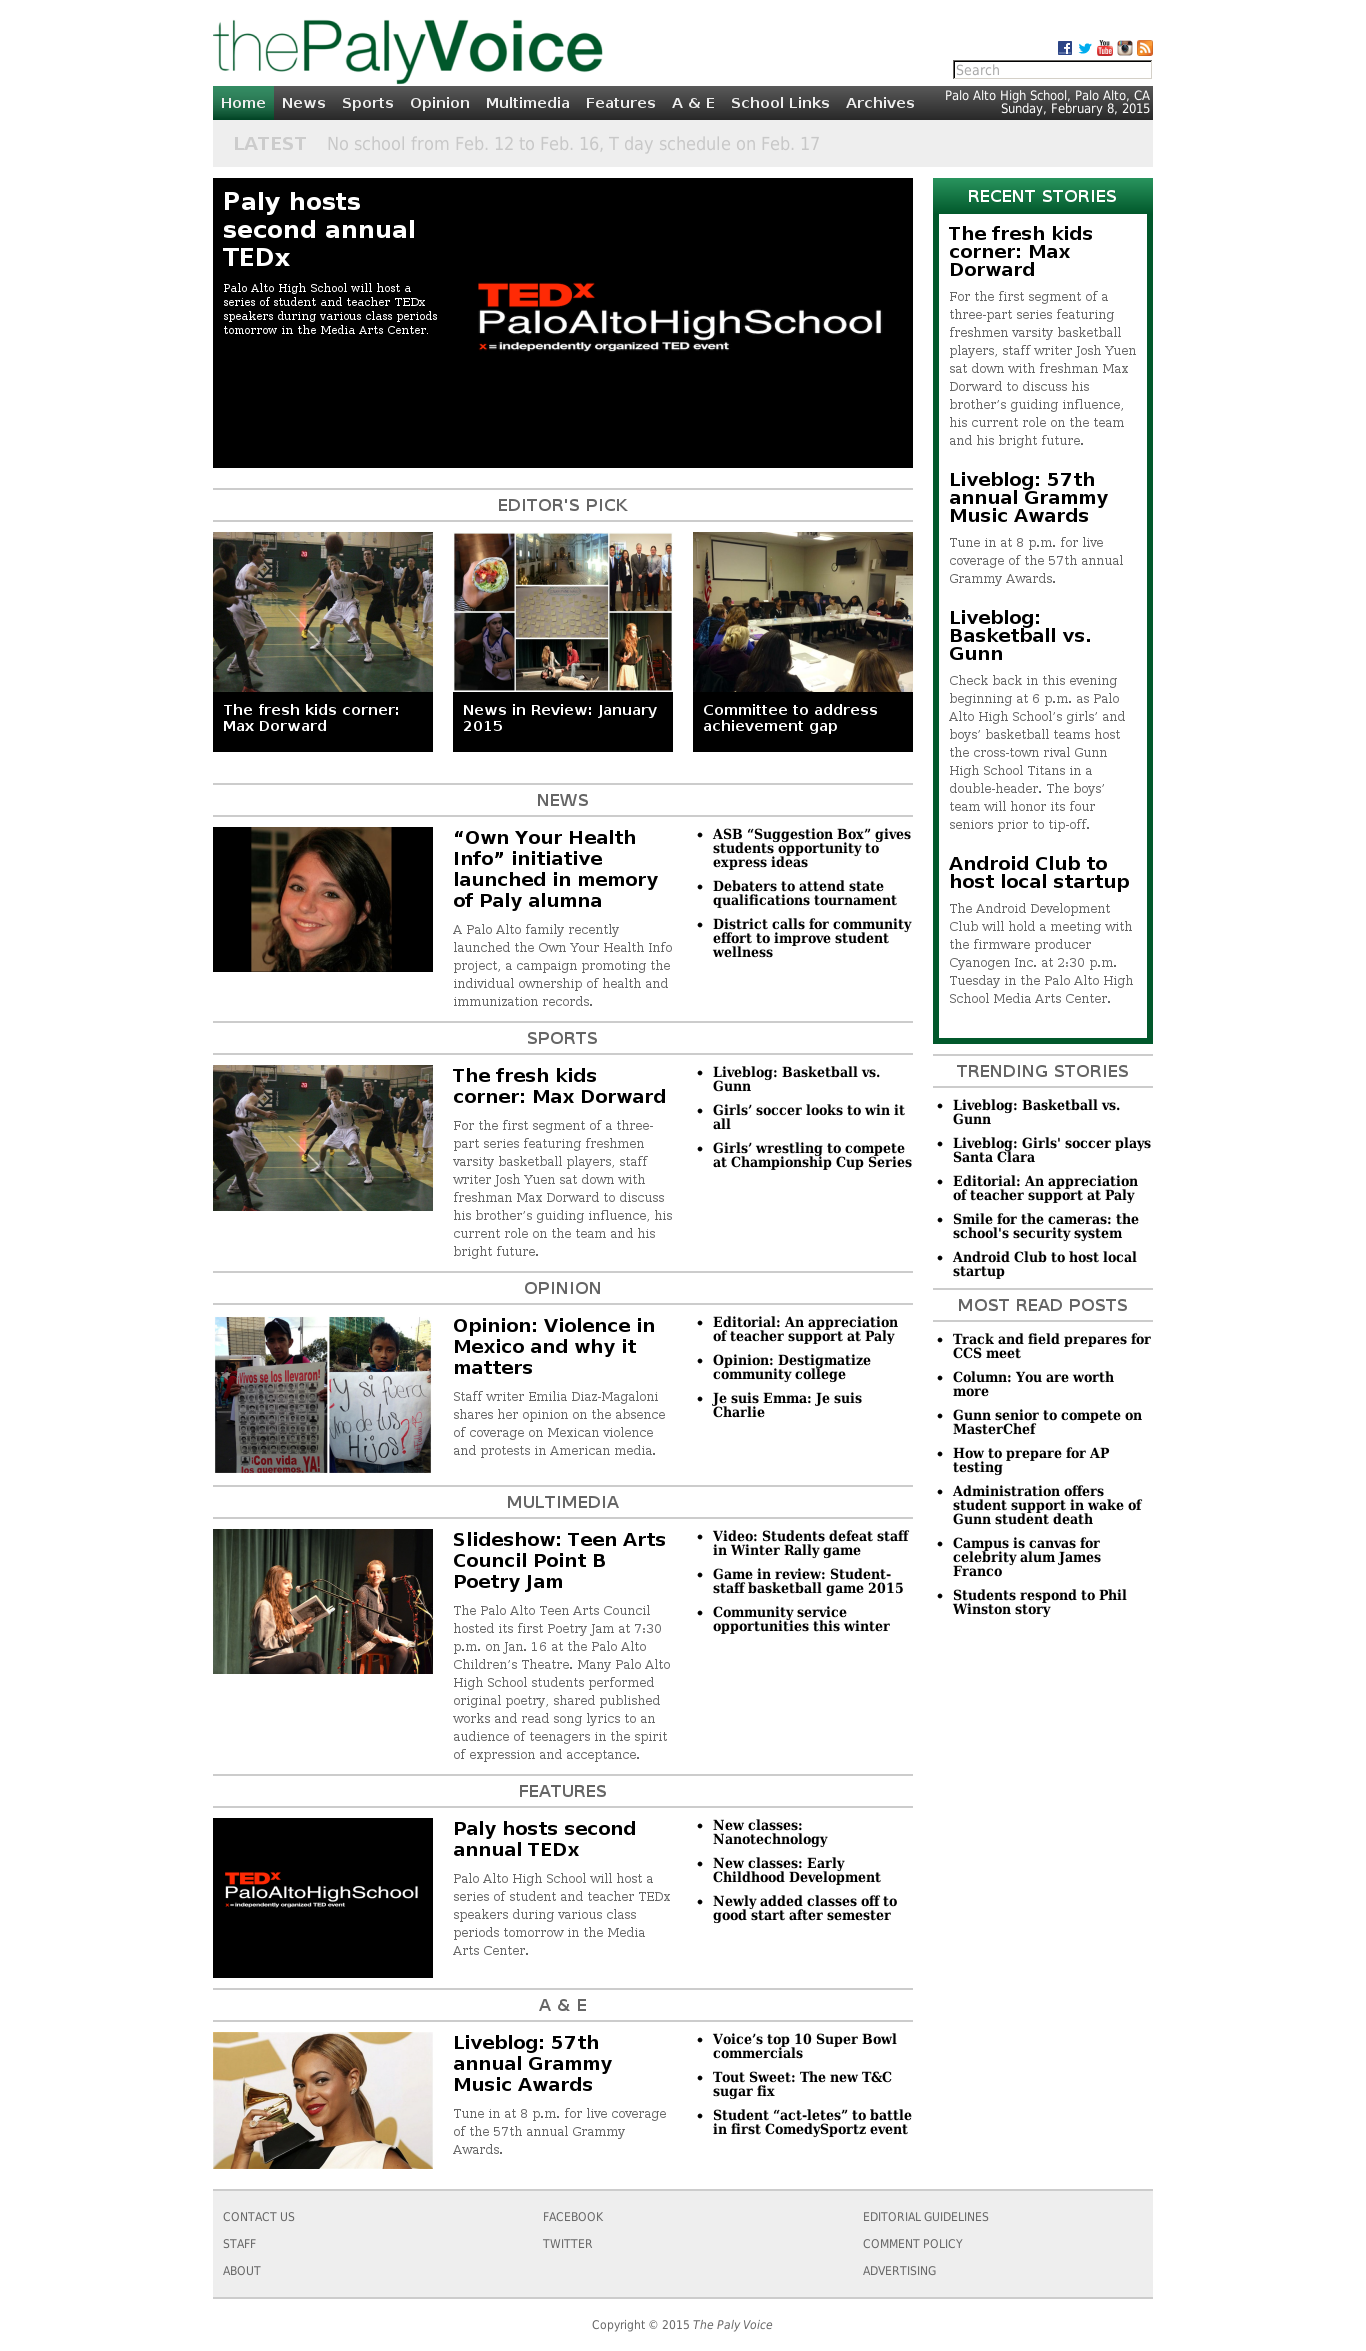 thePalyVoice
Search
Home News Sports Opinion Multimedia Features A & E School Links Archives
Palo Alto High School, Palo Alto, CA
Sunday, February 8, 2015
LATEST No school from Feb. 12 to Feb. 16, T day schedule on Feb. 17
Paly hosts
second annual
TEDx
Palo Alto High School will host a
series of student and teacher TEDx
speakers during various class periods
tomorrow in the Media Arts Center.
TEDx
PaloAltoHighSchool
x = independently organized TED event
EDITOR'S PICK
The fresh kids corner:
Max Dorward
News in Review: January
2015
Committee to address
achievement gap
NEWS
“Own Your Health
Info” initiative
launched in memory
of Paly alumna
A Palo Alto family recently
launched the Own Your Health Info
project, a campaign promoting the
individual ownership of health and
immunization records.
ASB “Suggestion Box” gives
students opportunity to
express ideas
Debaters to attend state
qualifications tournament
District calls for community
effort to improve student
wellness
SPORTS
The fresh kids
corner: Max Dorward
For the first segment of a three-
part series featuring freshmen
varsity basketball players, staff
writer Josh Yuen sat down with
freshman Max Dorward to discuss
his brother’s guiding influence, his
current role on the team and his
bright future.
Liveblog: Basketball vs.
Gunn
Girls’ soccer looks to win it
all
Girls’ wrestling to compete
at Championship Cup Series
OPINION
¡Vivos se los llevaron!
¡Con vida
los queremos, YA!
Y si fuera
uno de tus
Hijos?
Opinion: Violence in
Mexico and why it
matters
Staff writer Emilia Diaz-Magaloni
shares her opinion on the absence
of coverage on Mexican violence
and protests in American media.
Editorial: An appreciation
of teacher support at Paly
Opinion: Destigmatize
community college
Je suis Emma: Je suis
Charlie
MULTIMEDIA
Slideshow: Teen Arts
Council Point B
Poetry Jam
The Palo Alto Teen Arts Council
hosted its first Poetry Jam at 7:30
p.m. on Jan. 16 at the Palo Alto
Children’s Theatre. Many Palo Alto
High School students performed
original poetry, shared published
works and read song lyrics to an
audience of teenagers in the spirit
of expression and acceptance.
Video: Students defeat staff
in Winter Rally game
Game in review: Student-
staff basketball game 2015
Community service
opportunities this winter
FEATURES
TEDx
PaloAltoHighSchool
x = independently organized TED event
Paly hosts second
annual TEDx
Palo Alto High School will host a
series of student and teacher TEDx
speakers during various class
periods tomorrow in the Media
Arts Center.
New classes:
Nanotechnology
New classes: Early
Childhood Development
Newly added classes off to
good start after semester
A & E
Liveblog: 57th
annual Grammy
Music Awards
Tune in at 8 p.m. for live coverage
of the 57th annual Grammy
Awards.
Voice’s top 10 Super Bowl
commercials
Tout Sweet: The new T&C
sugar fix
Student “act-letes” to battle
in first ComedySportz event
RECENT STORIES
The fresh kids
corner: Max
Dorward
For the first segment of a
three-part series featuring
freshmen varsity basketball
players, staff writer Josh Yuen
sat down with freshman Max
Dorward to discuss his
brother’s guiding influence,
his current role on the team
and his bright future.
Liveblog: 57th
annual Grammy
Music Awards
Tune in at 8 p.m. for live
coverage of the 57th annual
Grammy Awards.
Liveblog:
Basketball vs.
Gunn
Check back in this evening
beginning at 6 p.m. as Palo
Alto High School’s girls’ and
boys’ basketball teams host
the cross-town rival Gunn
High School Titans in a
double-header. The boys’
team will honor its four
seniors prior to tip-off.
Android Club to
host local startup
The Android Development
Club will hold a meeting with
the firmware producer
Cyanogen Inc. at 2:30 p.m.
Tuesday in the Palo Alto High
School Media Arts Center.
TRENDING STORIES
Liveblog: Basketball vs.
Gunn
Liveblog: Girls' soccer plays
Santa Clara
Editorial: An appreciation
of teacher support at Paly
Smile for the cameras: the
school's security system
Android Club to host local
startup
MOST READ POSTS
Track and field prepares for
CCS meet
Column: You are worth
more
Gunn senior to compete on
MasterChef
How to prepare for AP
testing
Administration offers
student support in wake of
Gunn student death
Campus is canvas for
celebrity alum James
Franco
Students respond to Phil
Winston story
CONTACT US
STAFF
ABOUT
FACEBOOK
TWITTER
EDITORIAL GUIDELINES
COMMENT POLICY
ADVERTISING
Copyright © 2015 The Paly Voice